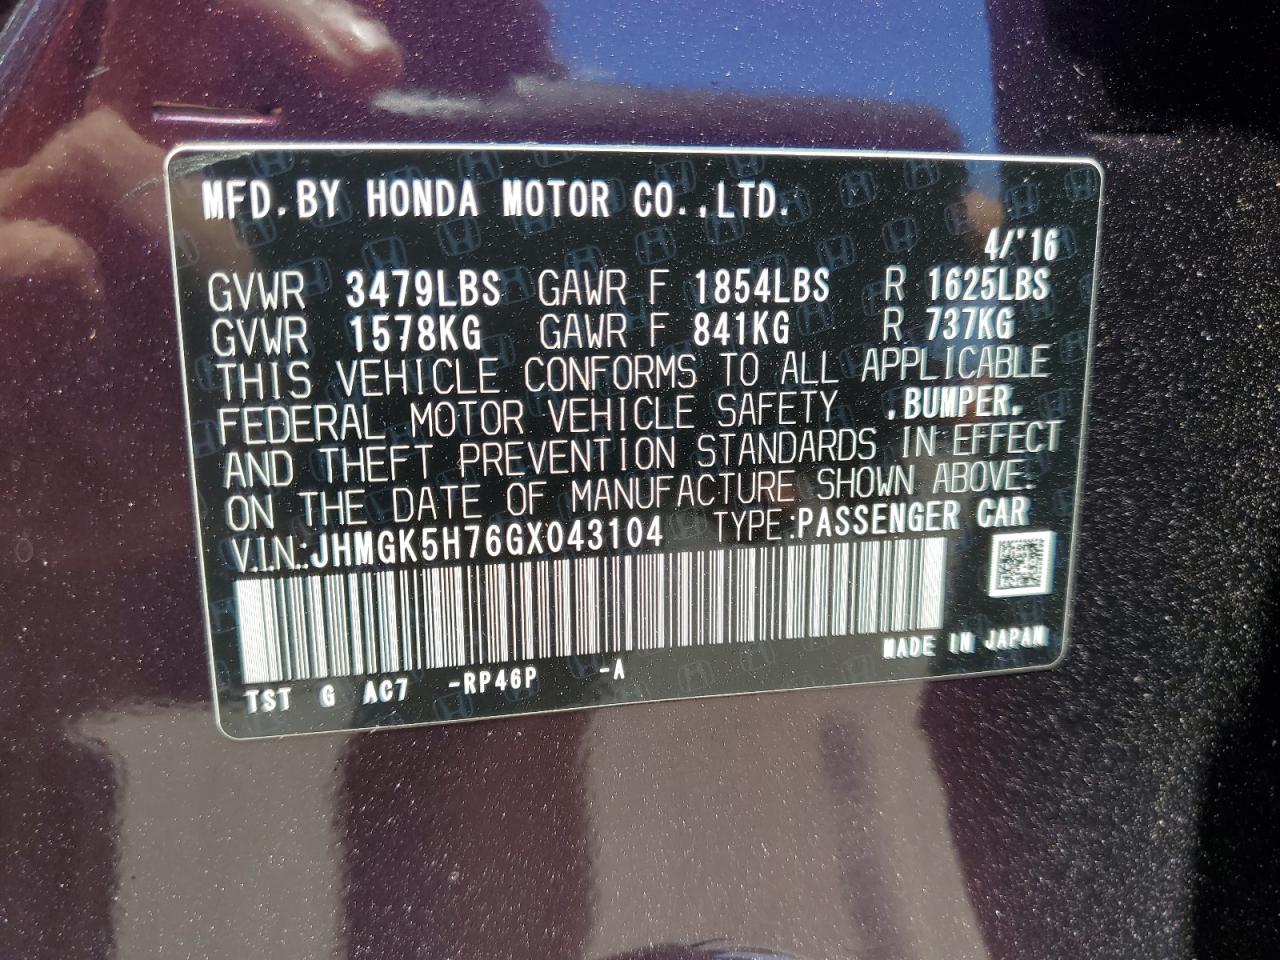 MFD.BY HONDA MOTOR CO.,LTD.
4/'16
GVWR 3479LBS GAWR F 1854LBS R 1625LBS
GVWR 1578KG GAWR F 841KG R 737KG
THIS VEHICLE CONFORMS TO ALL APPLICABLE
FEDERAL MOTOR VEHICLE SAFETY ,BUMPER,
AND THEFT PREVENTION STANDARDS IN EFFECT
ON THE DATE OF MANUFACTURE SHOWN ABOVE.
V.I.N.:JHMGK5H76GX043104 TYPE:PASSENGER CAR
MADE IN JAPAN
TST G AC7 -RP46P -A